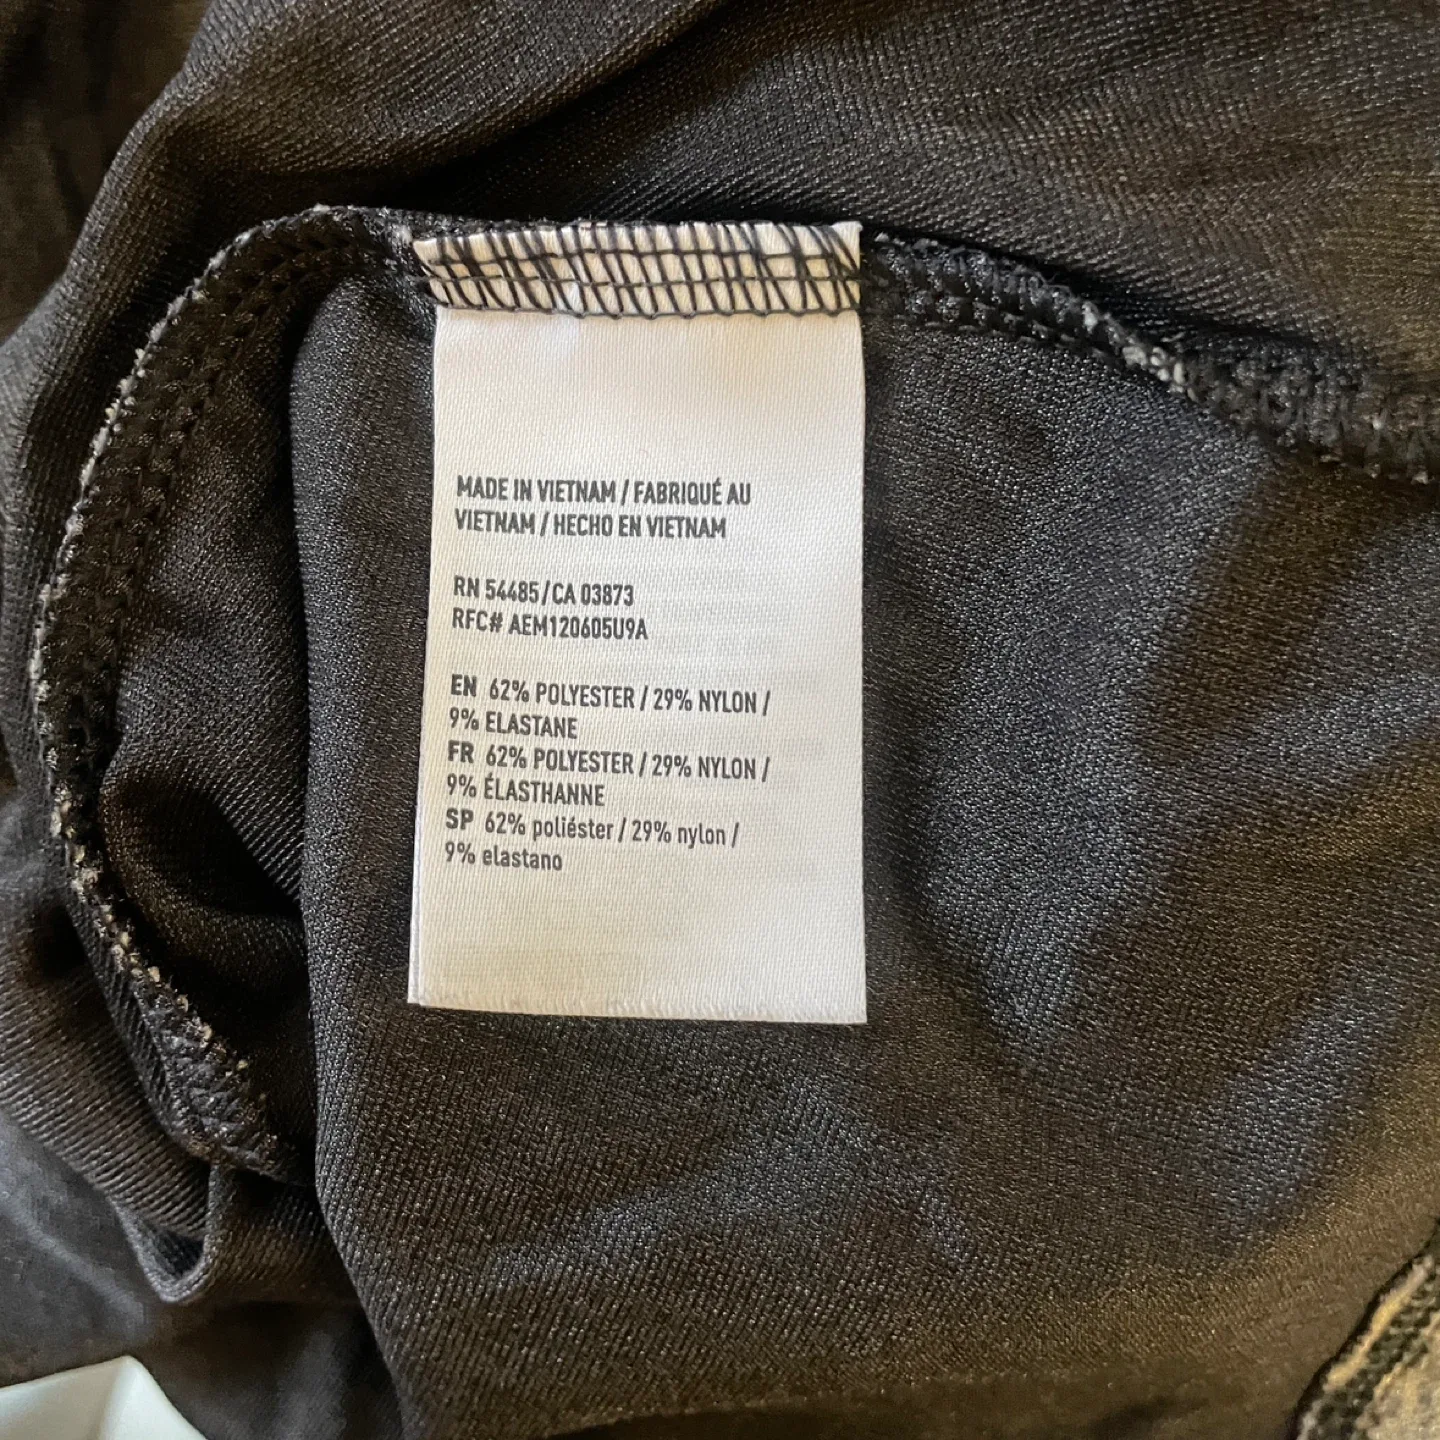 MADE IN VIETNAM / FABRIQUÉ AU
VIETNAM / HECHO EN VIETNAM
RN 54485/CA 03873
RFC# AEM120605U9A
EN 62% POLYESTER / 29% NYLON /
9% ELASTANE
FR 62% POLYESTER / 29% NYLON /
9% ÉLASTHANNE
SP 62% poliéster / 29% nylon /
9% elastano